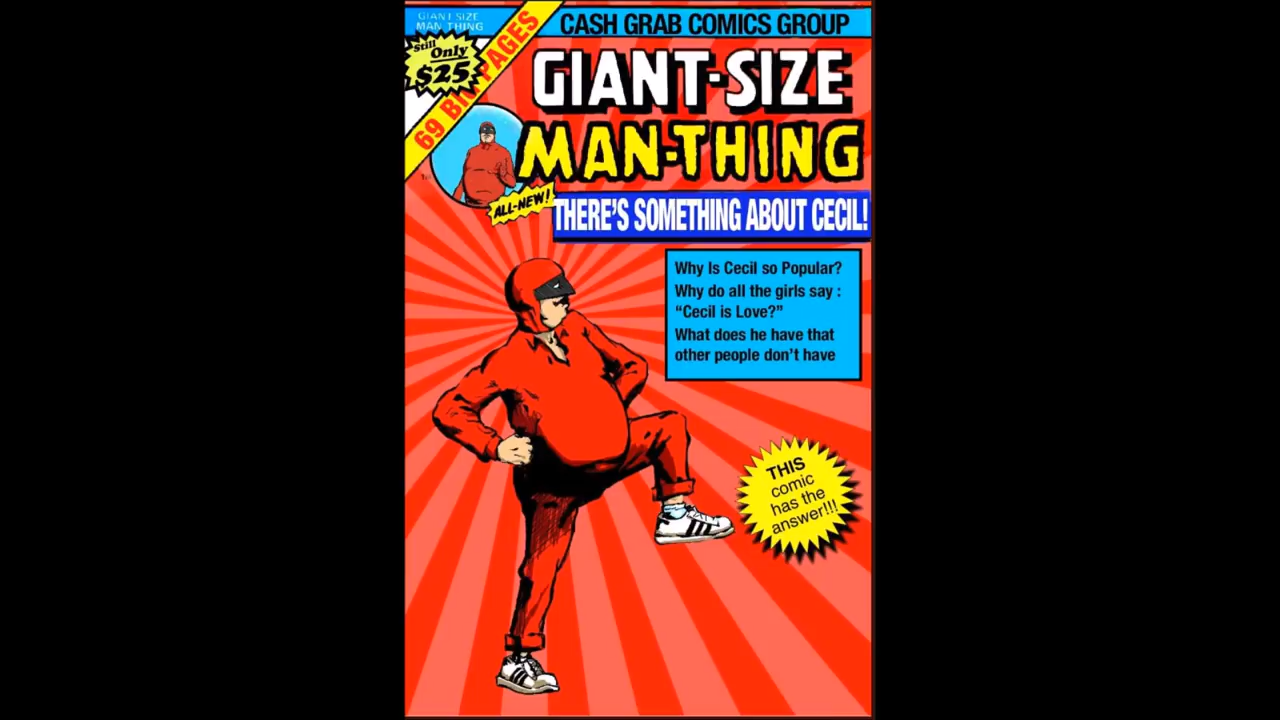 GIANT SIZE
MAN THING
Still
Only
$25
69 BIG PAGES
CASH GRAB COMICS GROUP
GIANT-SIZE
MAN-THING
ALL-NEW!
THERE'S SOMETHING ABOUT CECIL!
Why Is Cecil so Popular?
Why do all the girls say :
“Cecil is Love?”
What does he have that
other people don’t have
THIS
comic
has the
answer!!!